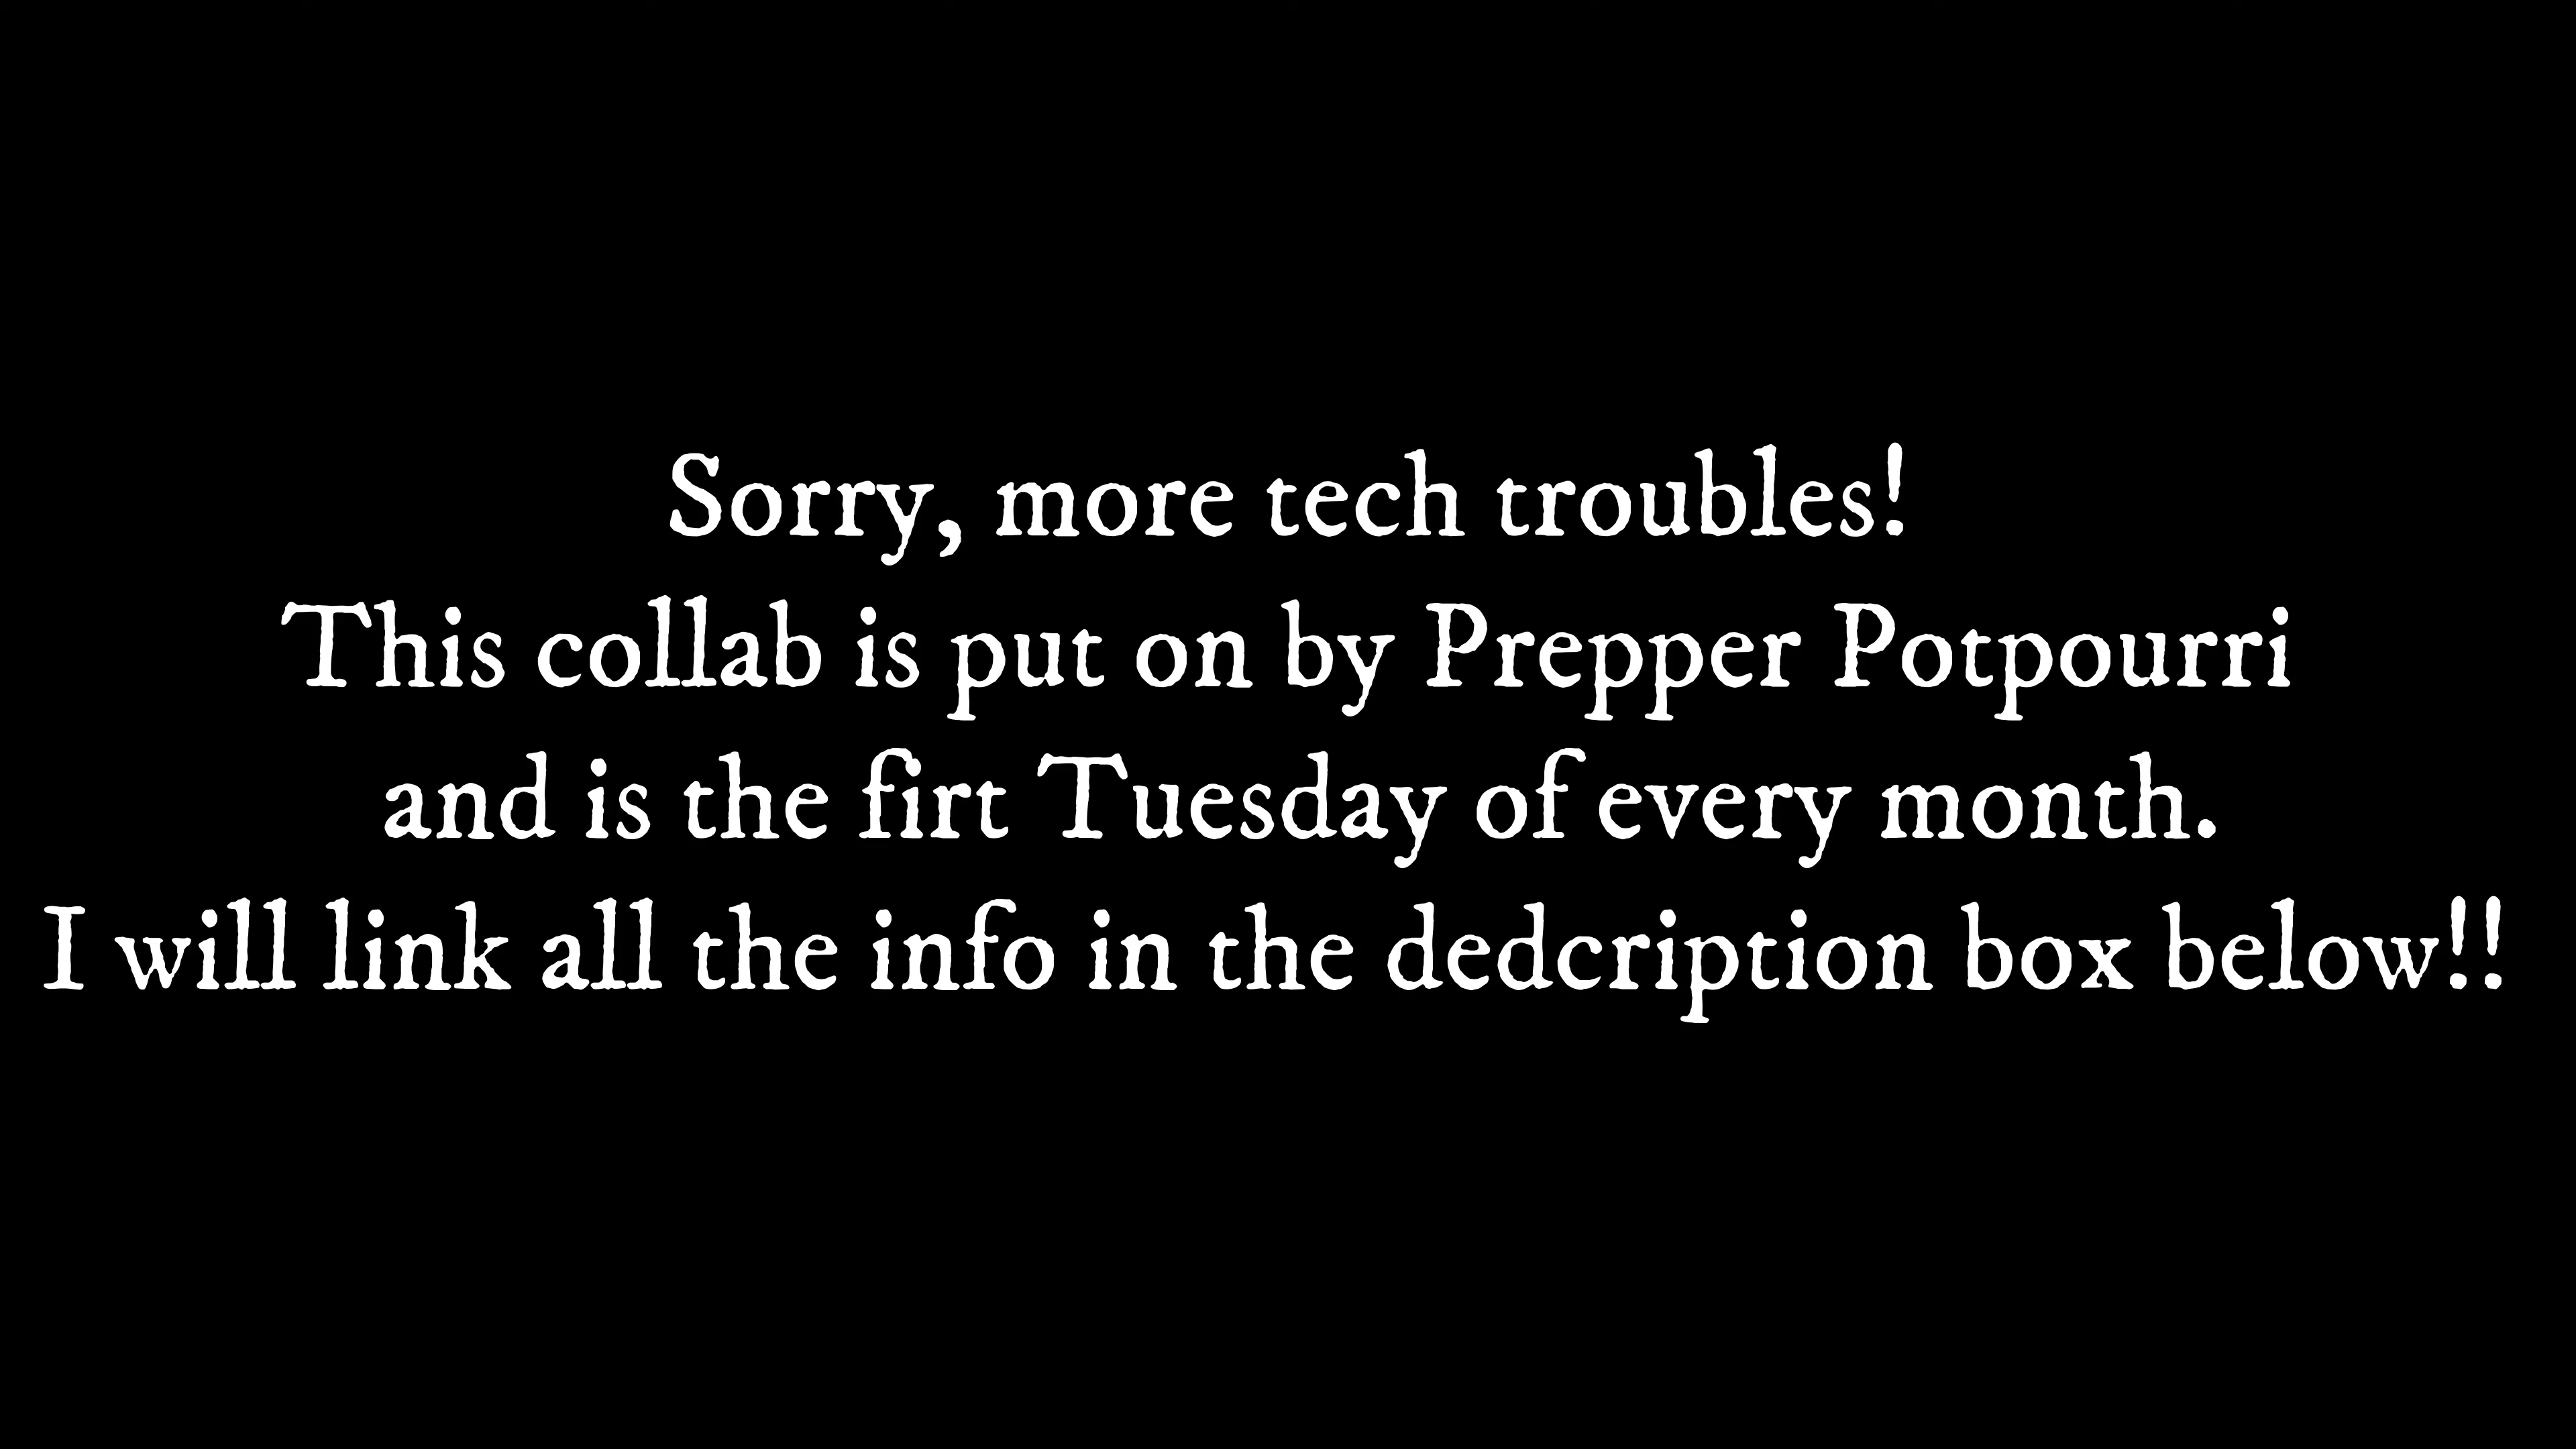 Sorry, more tech troubles!
This collab is put on by Prepper Potpourri
and is the firt Tuesday of every month.
I will link all the info in the dedcription box below!!